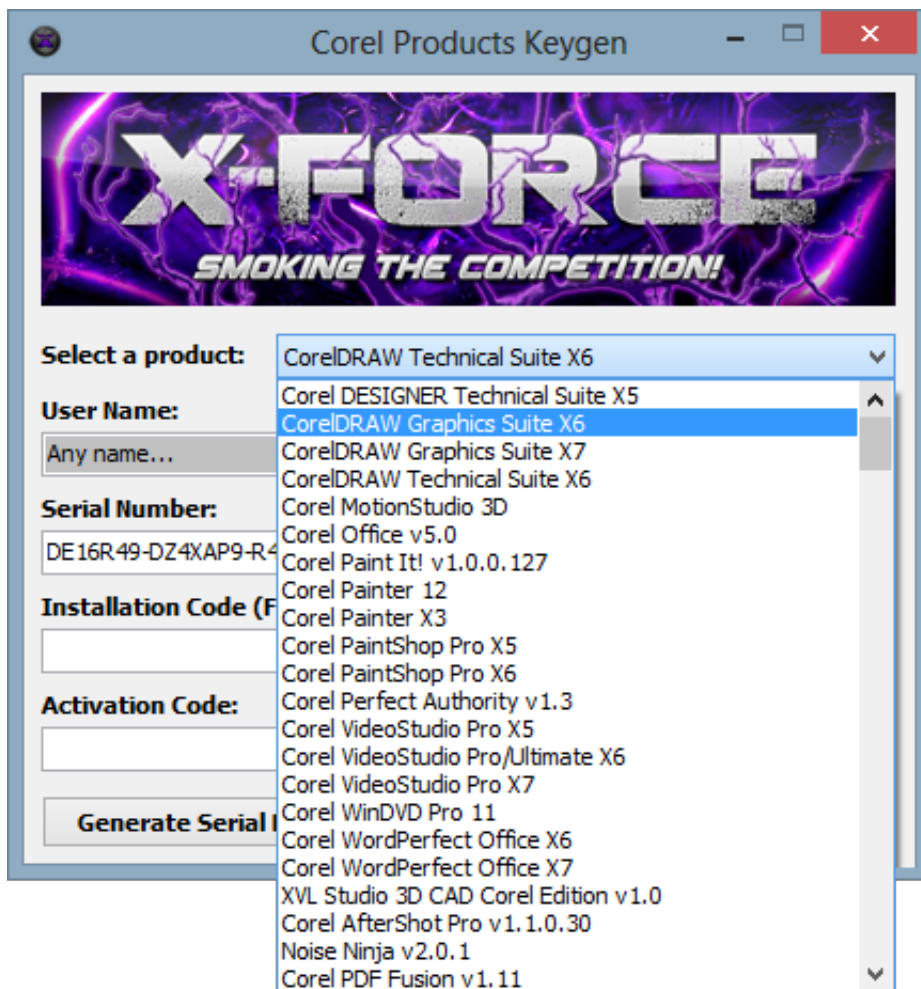 Corel Products Keygen
X-FORCE
SMOKING THE COMPETITION!
Select a product:
CorelDRAW Technical Suite X6
Corel DESIGNER Technical Suite X5
User Name:
CorelDRAW Graphics Suite X6
Any name...
CorelDRAW Graphics Suite X7
CorelDRAW Technical Suite X6
Serial Number:
Corel MotionStudio 3D
Corel Office v5.0
DE16R49-DZ4XAP9-R4
Corel Paint It! v1.0.0.127
Corel Painter 12
Installation Code (F
Corel Painter X3
Corel PaintShop Pro X5
Corel PaintShop Pro X6
Activation Code:
Corel Perfect Authority v1.3
Corel VideoStudio Pro X5
Corel VideoStudio Pro/Ultimate X6
Corel VideoStudio Pro X7
Generate Serial
Corel WinDVD Pro 11
Corel WordPerfect Office X6
Corel WordPerfect Office X7
XVL Studio 3D CAD Corel Edition v1.0
Corel AfterShot Pro v1.1.0.30
Noise Ninja v2.0.1
Corel PDF Fusion v1.11